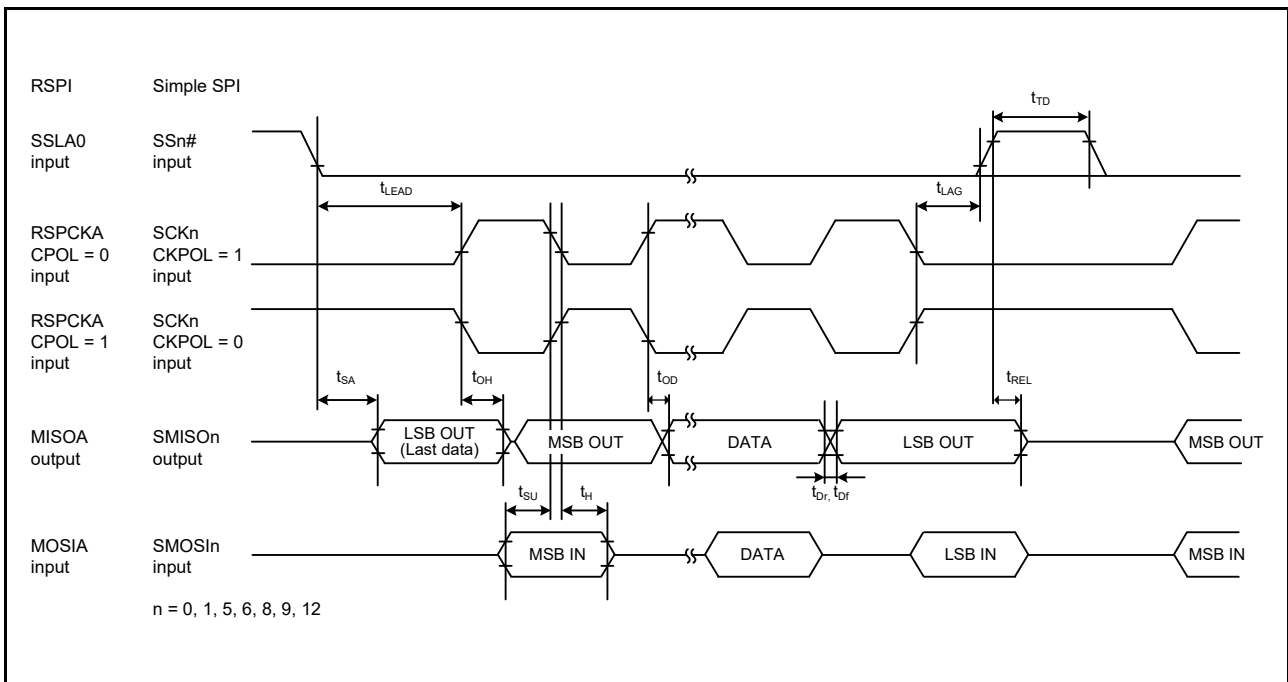 RSPI Simple SPI
tTD
SSLA0 SSn#
input input
tLEAD
tLAG
RSPCKA SCKn
CPOL = 0 CKPOL = 1
input input
RSPCKA SCKn
CPOL = 1 CKPOL = 0
input input
tSA tOH tOD tREL
MISOA SMISOn
output output
LSB OUT
(Last data)
MSB OUT DATA LSB OUT MSB OUT
tSU tH tDr, tDf
MOSIA SMOSIn
input input
MSB IN DATA LSB IN MSB IN
n = 0, 1, 5, 6, 8, 9, 12